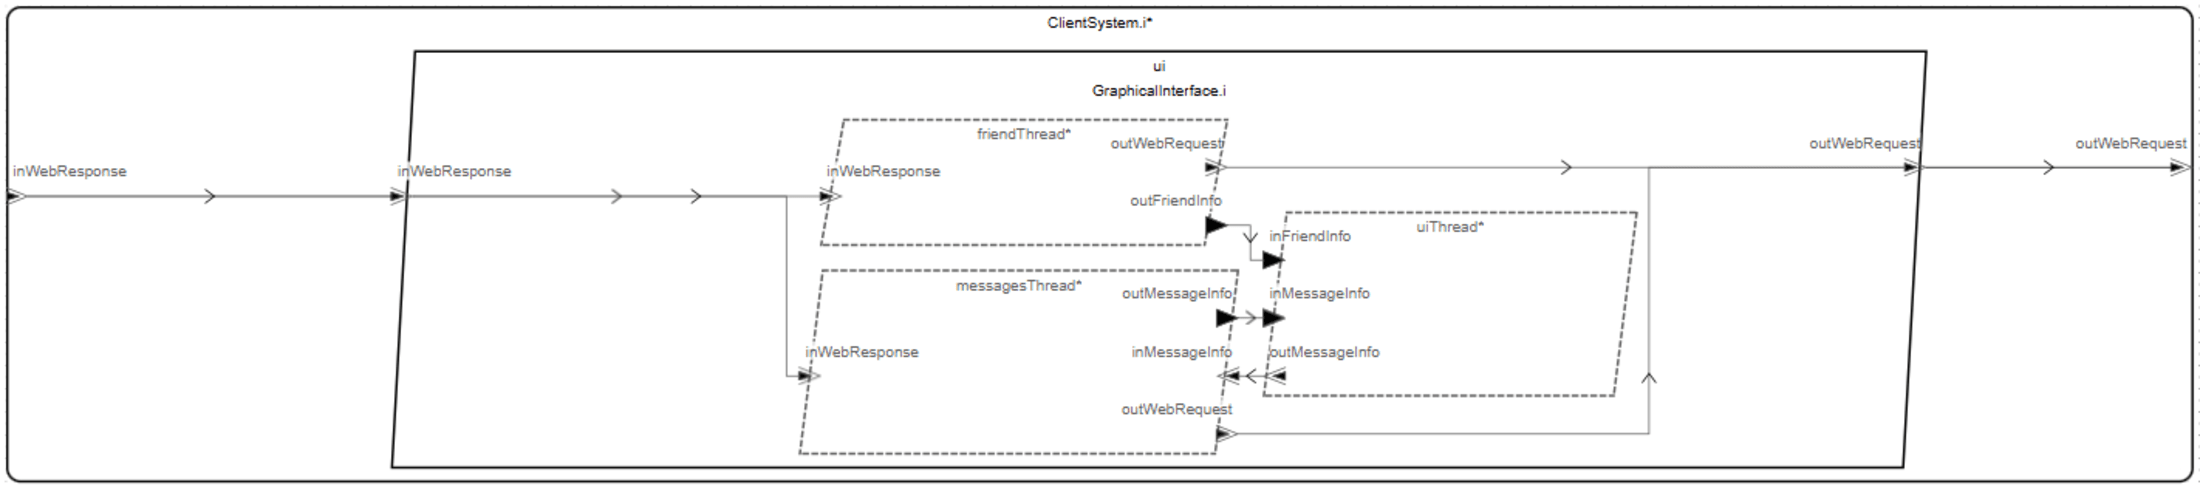 ClientSystem.i*
ui
GraphicalInterface.i
friendThread*
outWebRequest
outWebRequest
outWebRequest
inWebResponse
inWebResponse
inWebResponse
outFriendInfo
uiThread*
inFriendInfo
messagesThread*
outMessageInfo
inMessageInfo
inWebResponse
inMessageInfo
outMessageInfo
outWebRequest